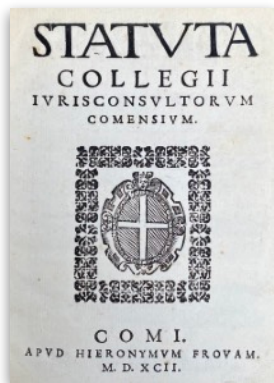 STATVTA
COLLEGII
IVRISCONSVLTORVM
COMENSIVM.
COMI.
APVD HIERONYMVM FROVAM.
M. D. XCII.